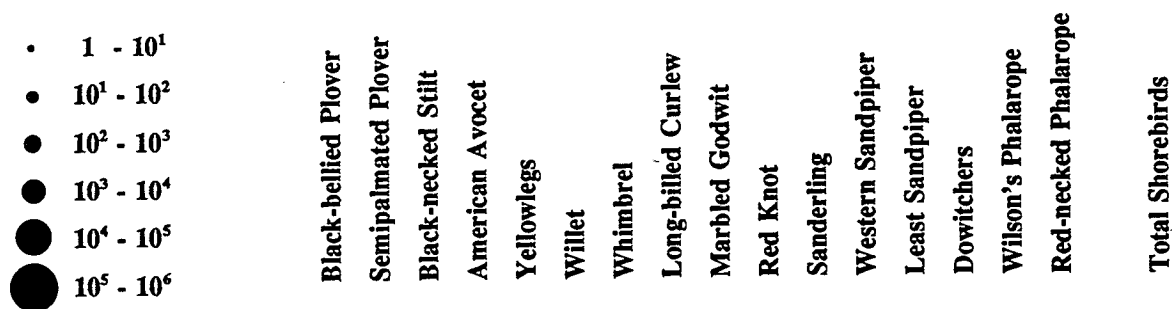 1 - 10¹
10¹ - 10²
10² - 10³
10³ - 10⁴
10⁴ - 10⁵
10⁵ - 10⁶
Black-bellied Plover
Semipalmated Plover
Black-necked Stilt
American Avocet
Yellowlegs
Willet
Whimbrel
Long-billed Curlew
Marbled Godwit
Red Knot
Sanderling
Western Sandpiper
Least Sandpiper
Dowitchers
Wilson's Phalarope
Red-necked Phalarope
Total Shorebirds